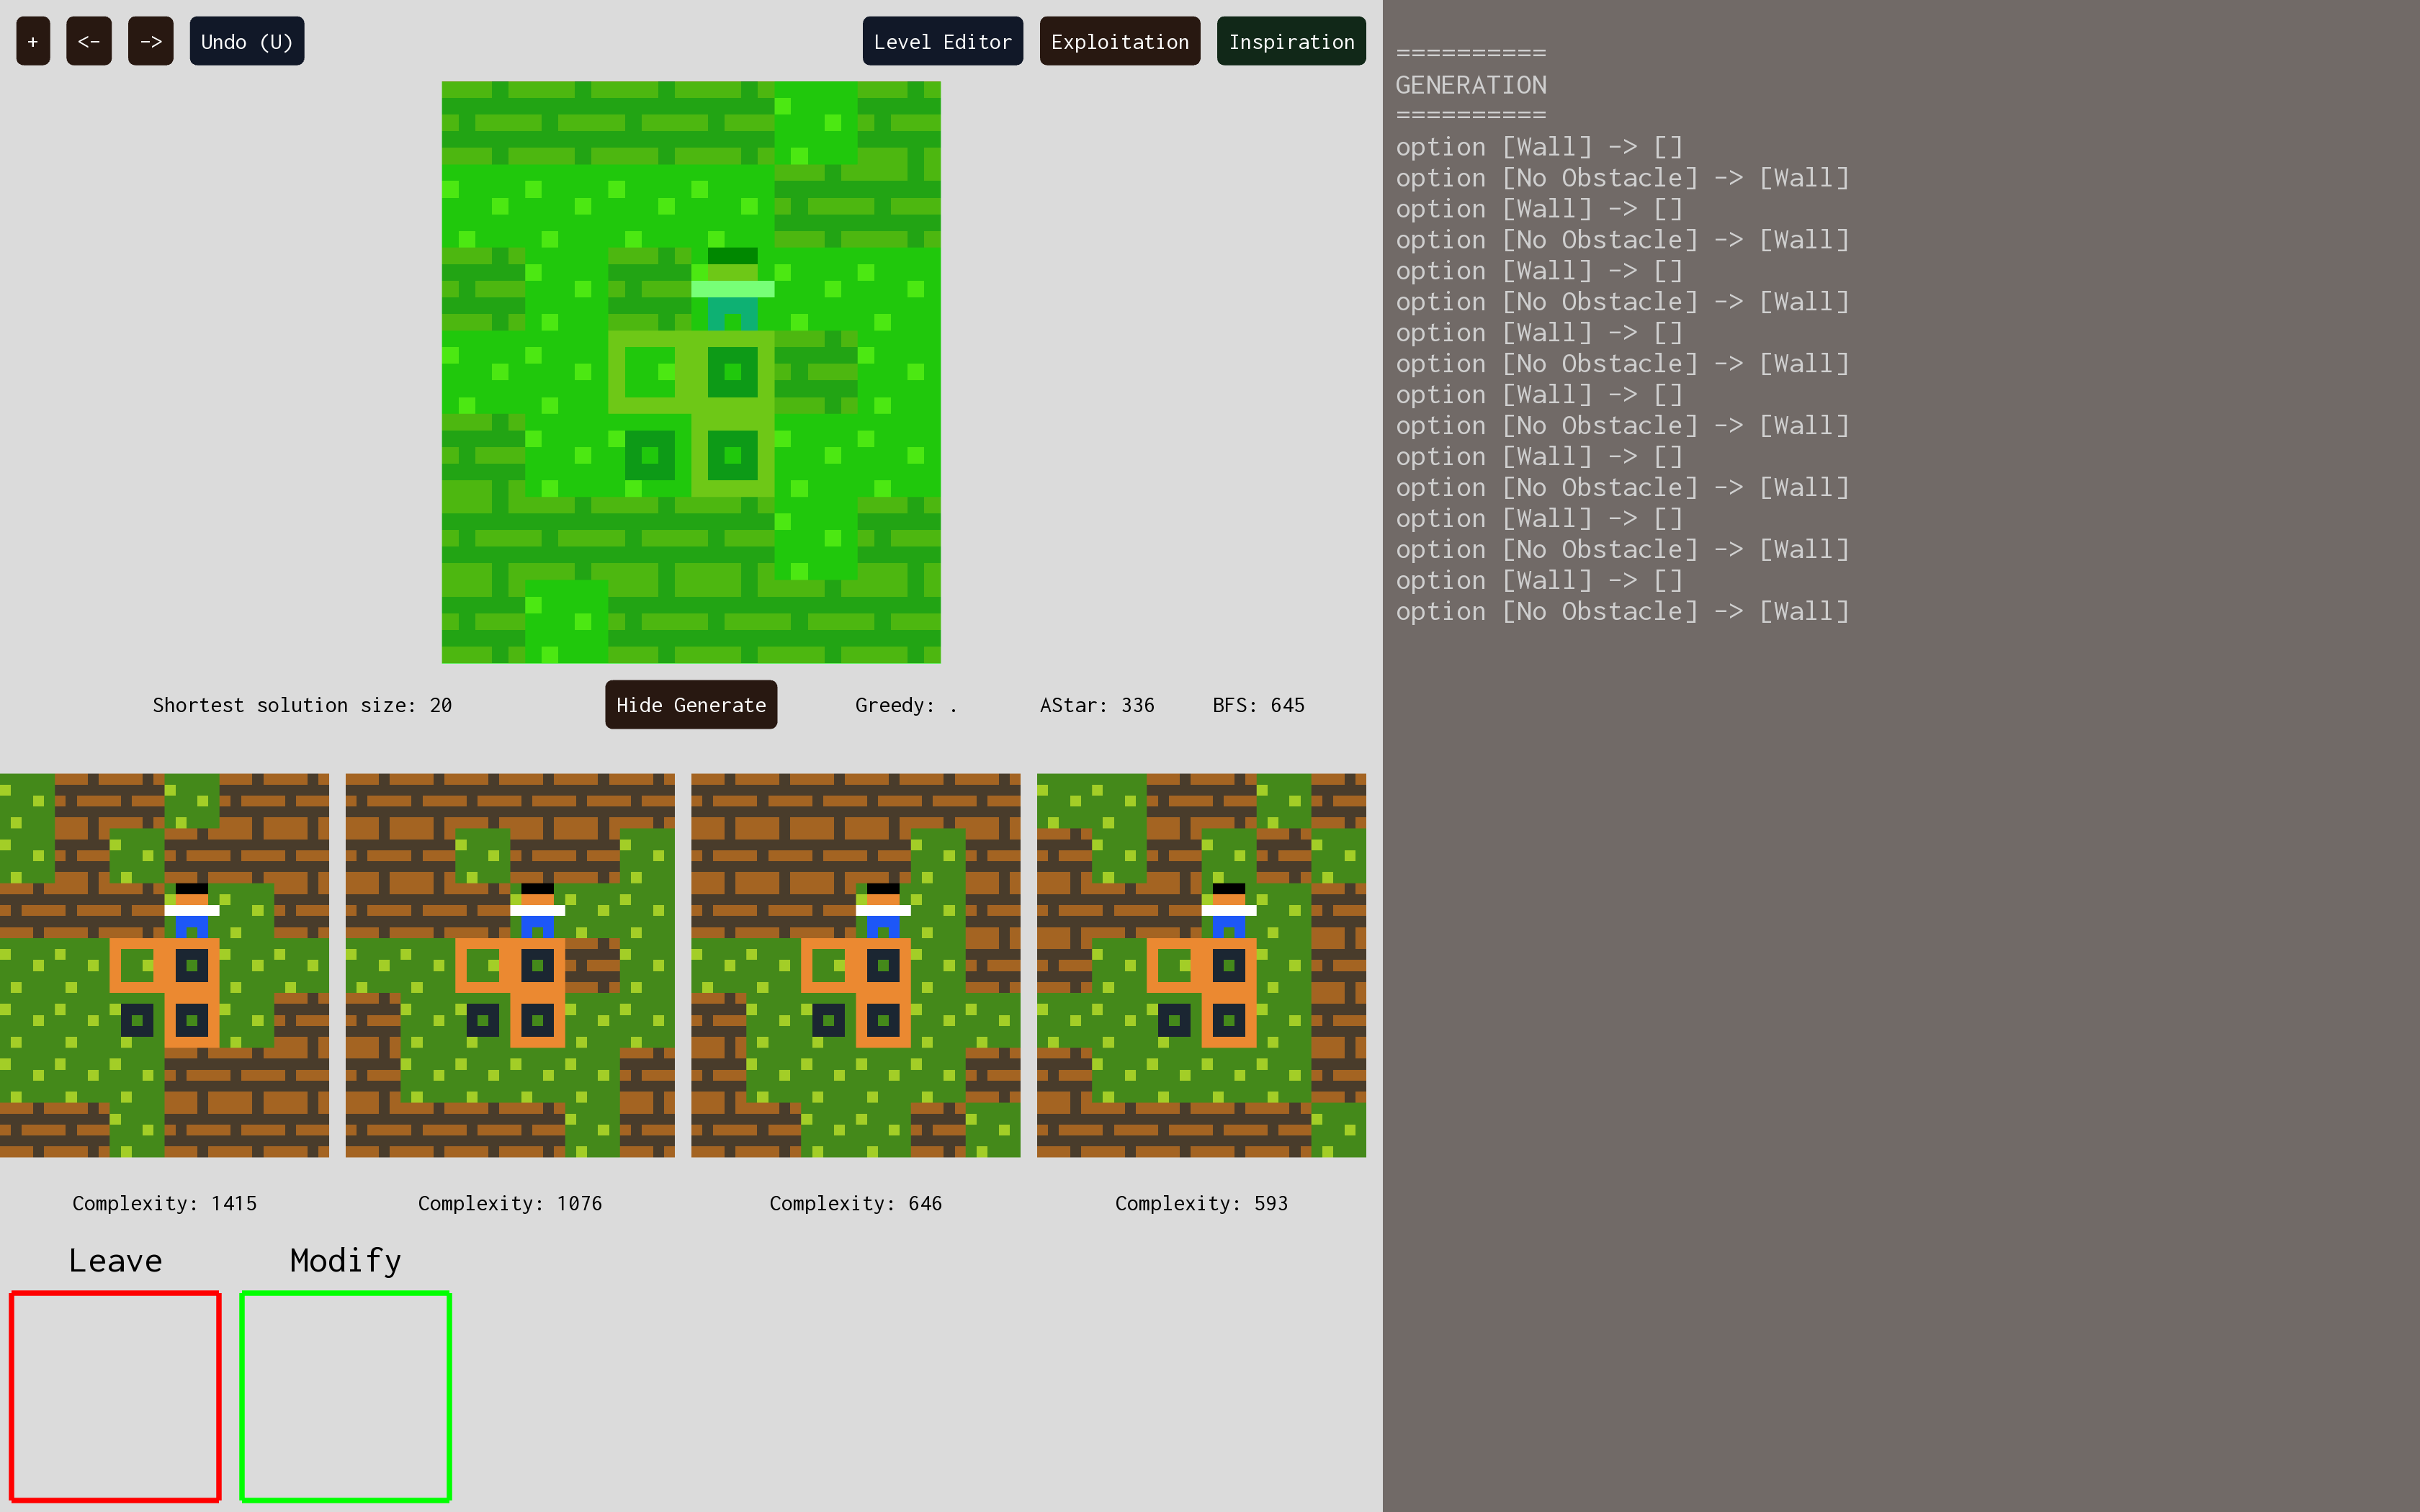 + <- -> Undo (U) Level Editor Exploitation Inspiration
Shortest solution size: 20 Hide Generate Greedy: . AStar: 336 BFS: 645
Complexity: 1415 Complexity: 1076 Complexity: 646 Complexity: 593
Leave Modify
==========
GENERATION
==========
option [Wall] -> []
option [No Obstacle] -> [Wall]
option [Wall] -> []
option [No Obstacle] -> [Wall]
option [Wall] -> []
option [No Obstacle] -> [Wall]
option [Wall] -> []
option [No Obstacle] -> [Wall]
option [Wall] -> []
option [No Obstacle] -> [Wall]
option [Wall] -> []
option [No Obstacle] -> [Wall]
option [Wall] -> []
option [No Obstacle] -> [Wall]
option [Wall] -> []
option [No Obstacle] -> [Wall]